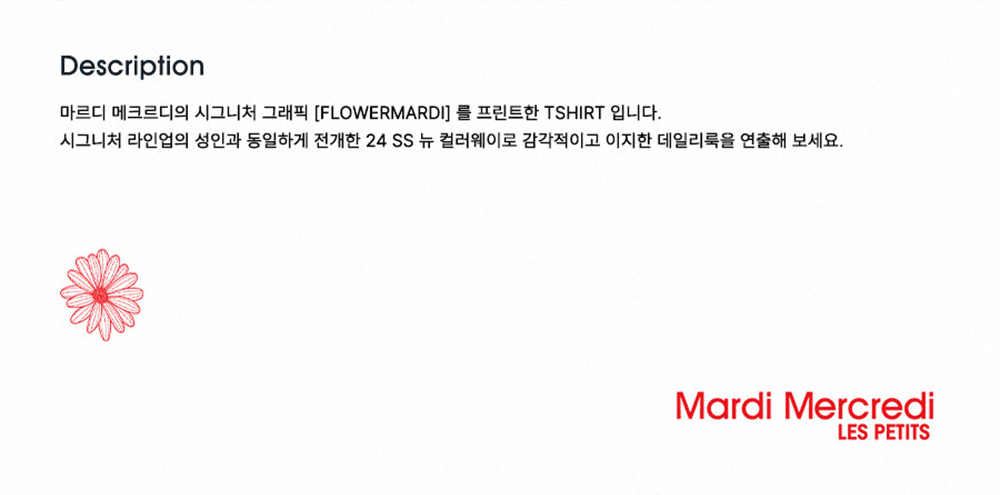 Description
마르디 메크르디의 시그니처 그래픽 [FLOWERMARDI] 를 프린트한 TSHIRT 입니다.
시그니처 라인업의 성인과 동일하게 전개한 24 SS 뉴 컬러웨이로 감각적이고 이지한 데일리룩을 연출해 보세요.
Mardi Mercredi
LES PETITS